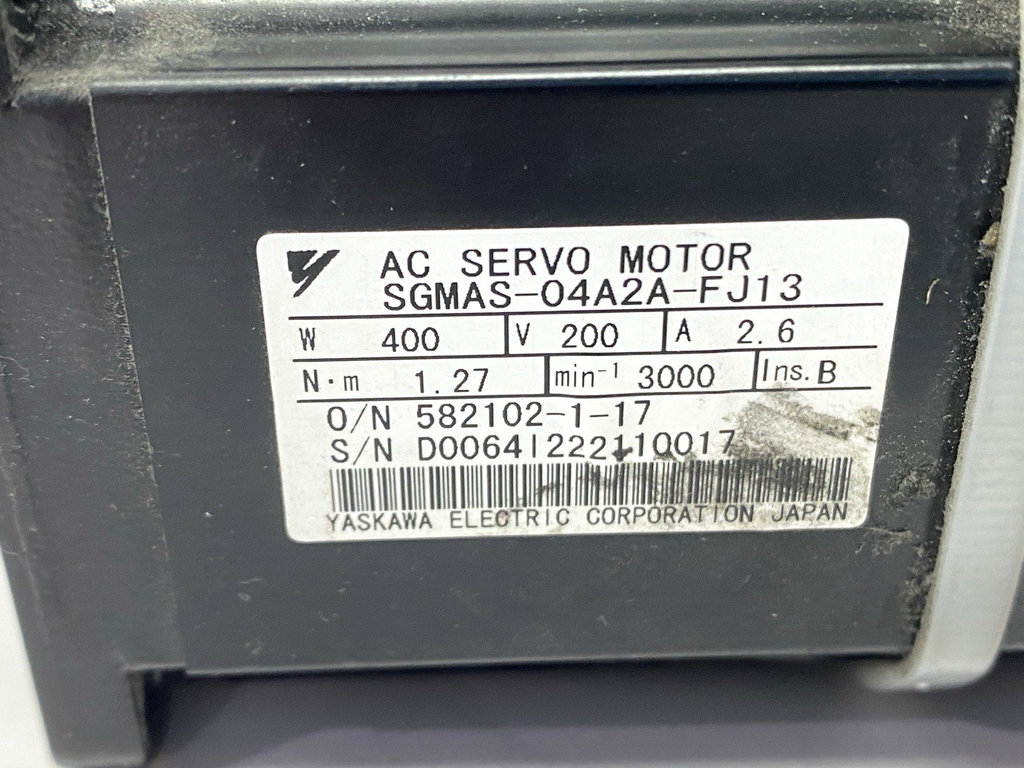 AC SERVO MOTOR
SGMAS-04A2A-FJ13
W 400 V 200 A 2.6
N·m 1.27 min⁻¹ 3000 Ins. B
O/N 582102-1-17
S/N D0064I222110017
YASKAWA ELECTRIC CORPORATION JAPAN